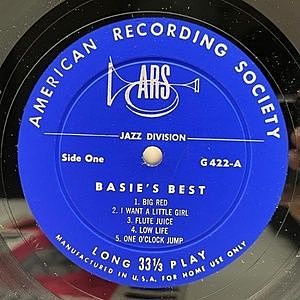 AMERICAN RECORDING SOCIETY
ARS
JAZZ DIVISION
Side One
G 422-A
BASIE'S BEST
1. BIG RED
2. I WANT A LITTLE GIRL
3. FLUTE JUICE
4. LOW LIFE
5. ONE O'CLOCK JUMP
LONG 33⅓ PLAY
MANUFACTURED IN U.S.A. FOR HOME USE ONLY